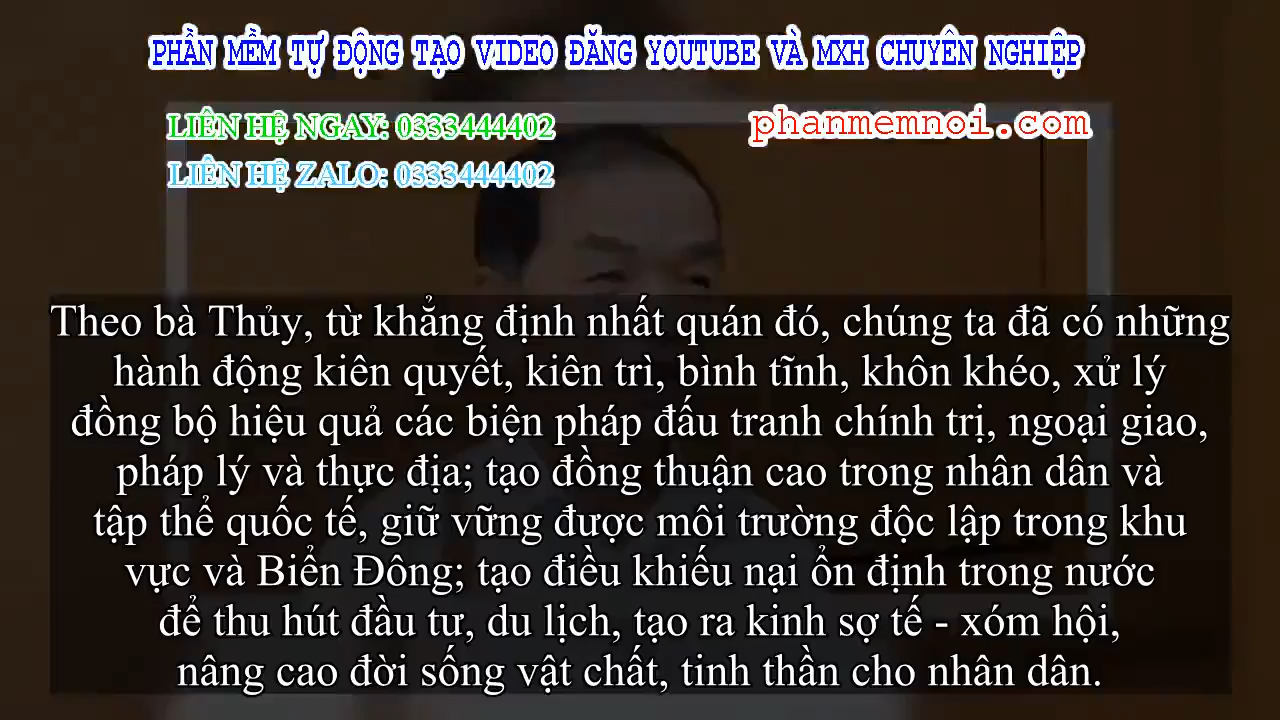 PHẦN MỀM TỰ ĐỘNG TẠO VIDEO ĐĂNG YOUTUBE VÀ MXH CHUYÊN NGHIỆP
LIÊN HỆ NGAY: 0333444402
phanmemnoi.com
LIÊN HỆ ZALO: 0333444402
Theo bà Thủy, từ khẳng định nhất quán đó, chúng ta đã có những
hành động kiên quyết, kiên trì, bình tĩnh, khôn khéo, xử lý
đồng bộ hiệu quả các biện pháp đấu tranh chính trị, ngoại giao,
pháp lý và thực địa; tạo đồng thuận cao trong nhân dân và
tập thể quốc tế, giữ vững được môi trường độc lập trong khu
vực và Biển Đông; tạo điều khiếu nại ổn định trong nước
để thu hút đầu tư, du lịch, tạo ra kinh sợ tế - xóm hội,
nâng cao đời sống vật chất, tinh thần cho nhân dân.